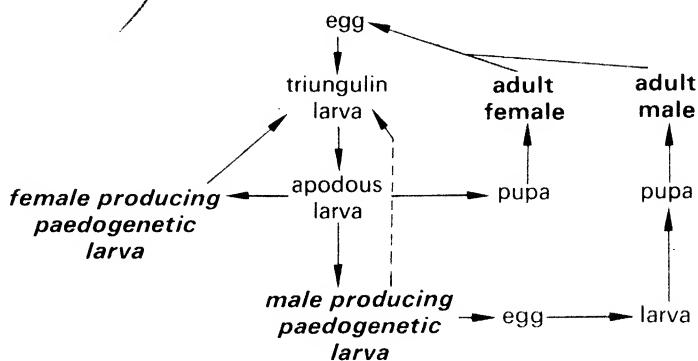 egg
triungulin
larva
adult
female
adult
male
apodous
larva
pupa
pupa
female producing
paedogenetic
larva
male producing
paedogenetic
larva
egg
larva